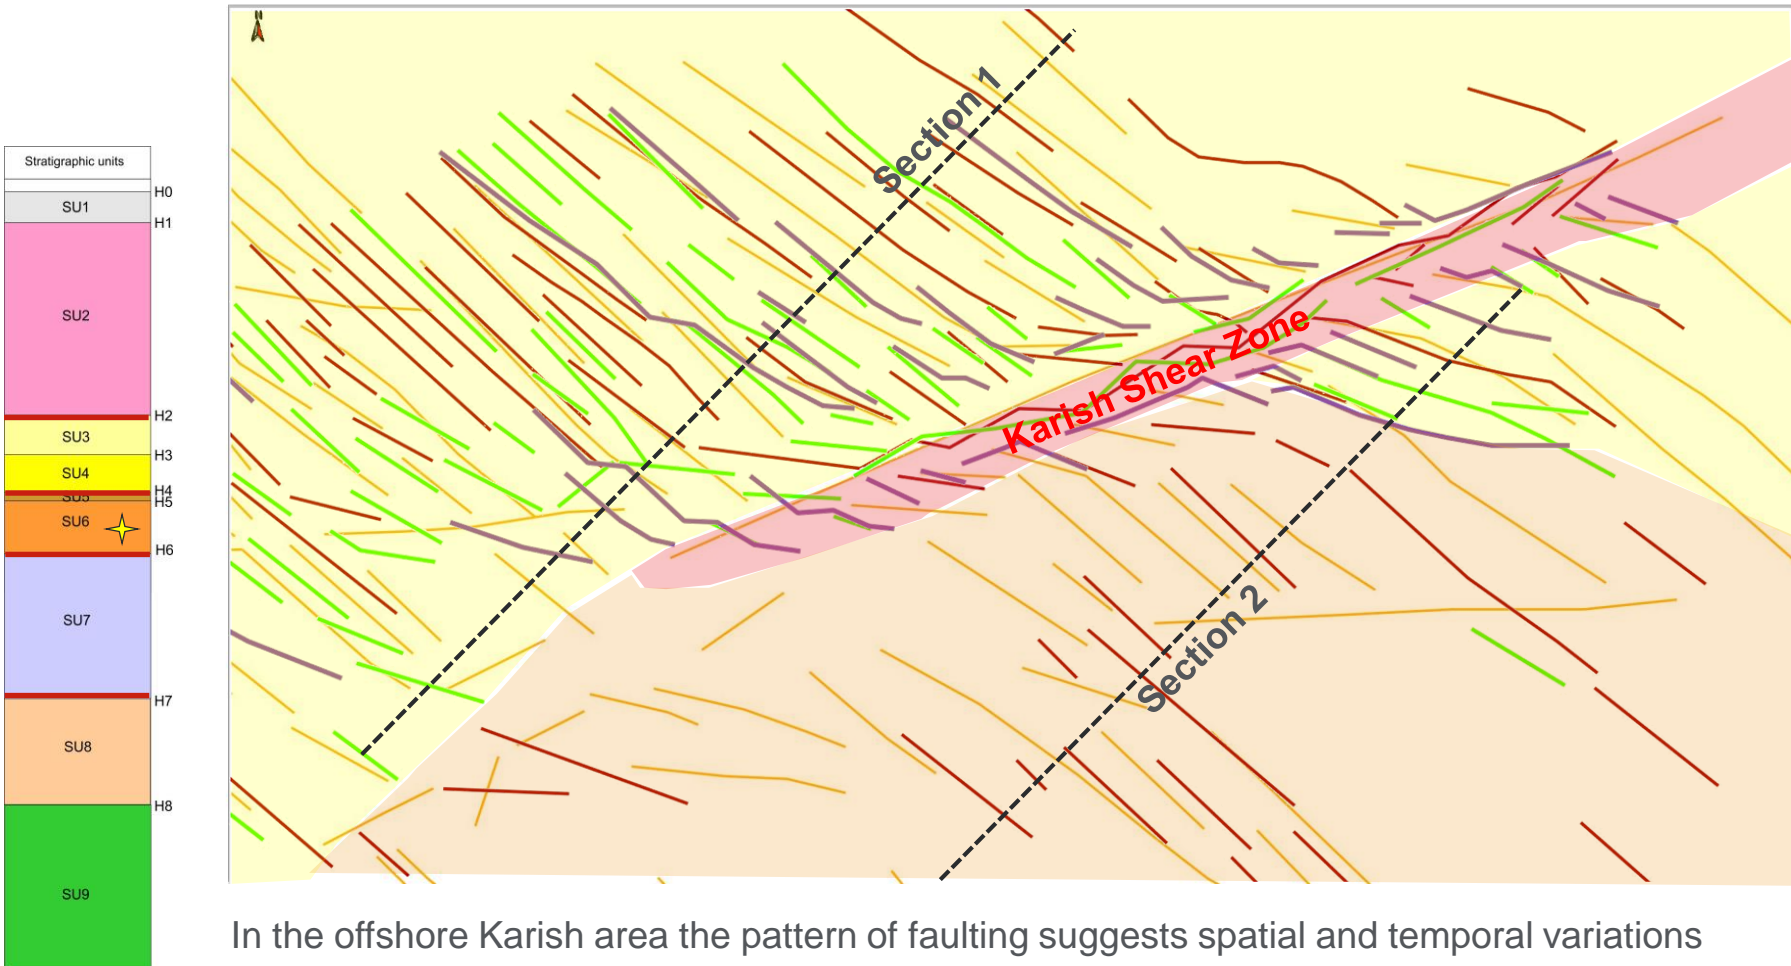 Stratigraphic units
H0
SU1
H1
SU2
H2
SU3
H3
SU4
H4
SU5
H5
SU6
H6
SU7
H7
SU8
H8
SU9
N
Section 1
Karish Shear Zone
Section 2
In the offshore Karish area the pattern of faulting suggests spatial and temporal variations